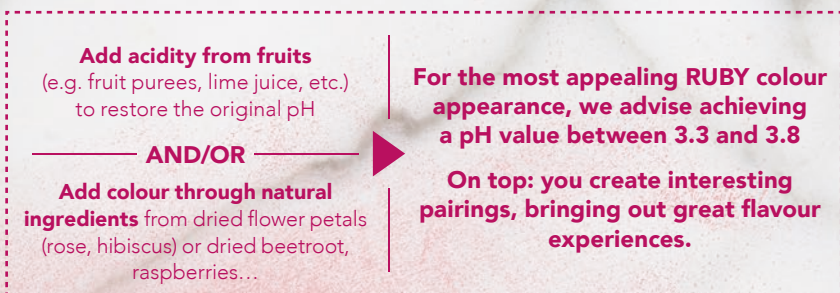 Add acidity from fruits
(e.g. fruit purees, lime juice, etc.)
to restore the original pH
AND/OR
Add colour through natural
ingredients from dried flower petals
(rose, hibiscus) or dried beetroot,
raspberries…
For the most appealing RUBY colour
appearance, we advise achieving
a pH value between 3.3 and 3.8
On top: you create interesting
pairings, bringing out great flavour
experiences.